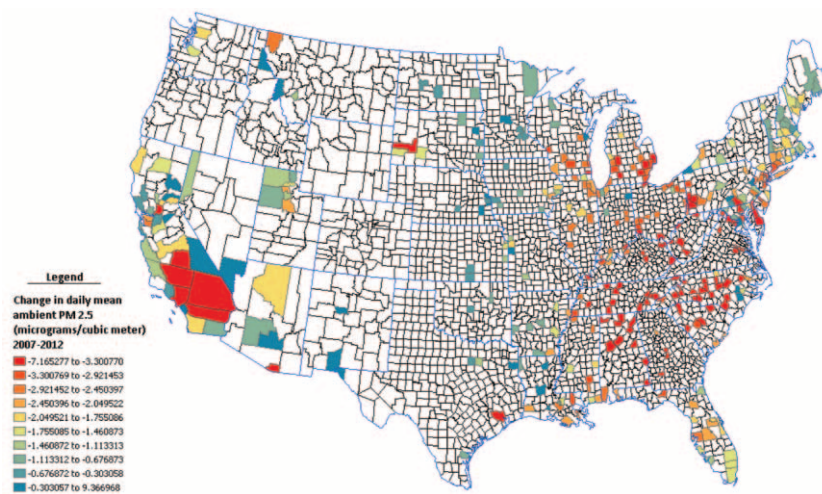 Legend
Change in daily mean
ambient PM 2.5
(micrograms/cubic meter)
2007-2012
-7.165277 to -3.300770
-3.300769 to -2.921453
-2.921452 to -2.450397
-2.450396 to -2.049522
-2.049521 to -1.755086
-1.755085 to -1.460873
-1.460872 to -1.113313
-1.113312 to -0.676873
-0.676872 to -0.303058
-0.303057 to 9.366968